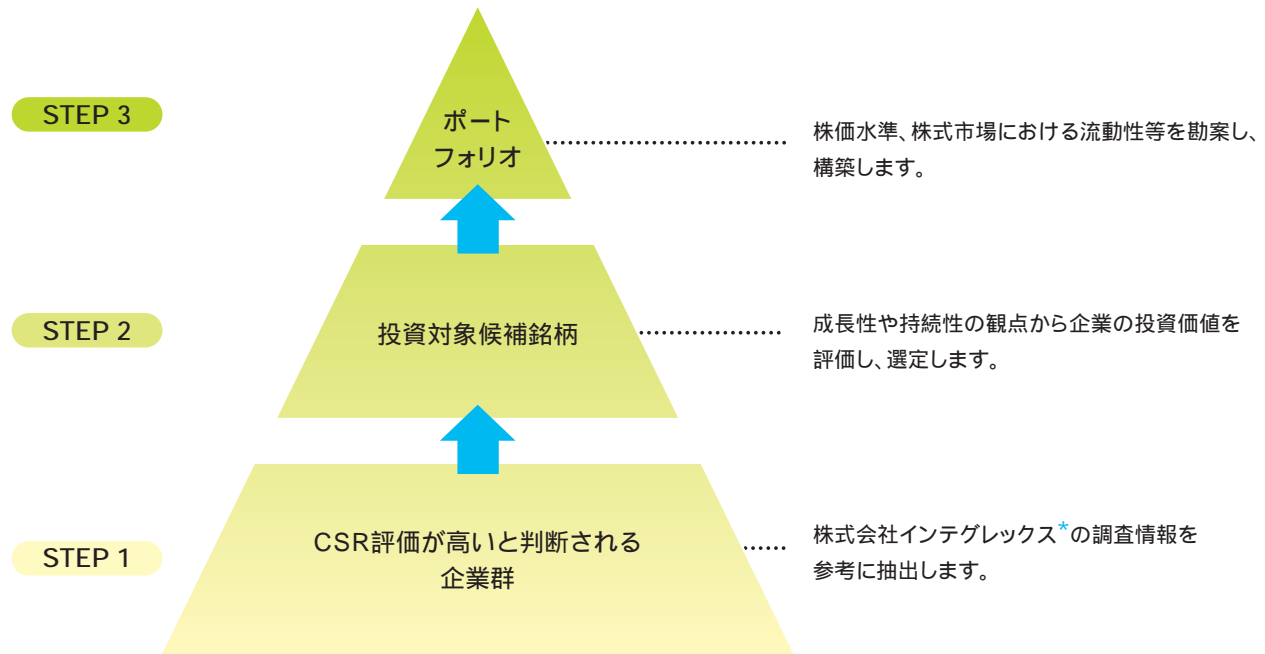 STEP 3
ポート
フォリオ
株価水準、株式市場における流動性等を勘案し、
構築します。
STEP 2
投資対象候補銘柄
成長性や持続性の観点から企業の投資価値を
評価し、選定します。
STEP 1
CSR評価が高いと判断される
企業群
株式会社インテグレックス*の調査情報を
参考に抽出します。